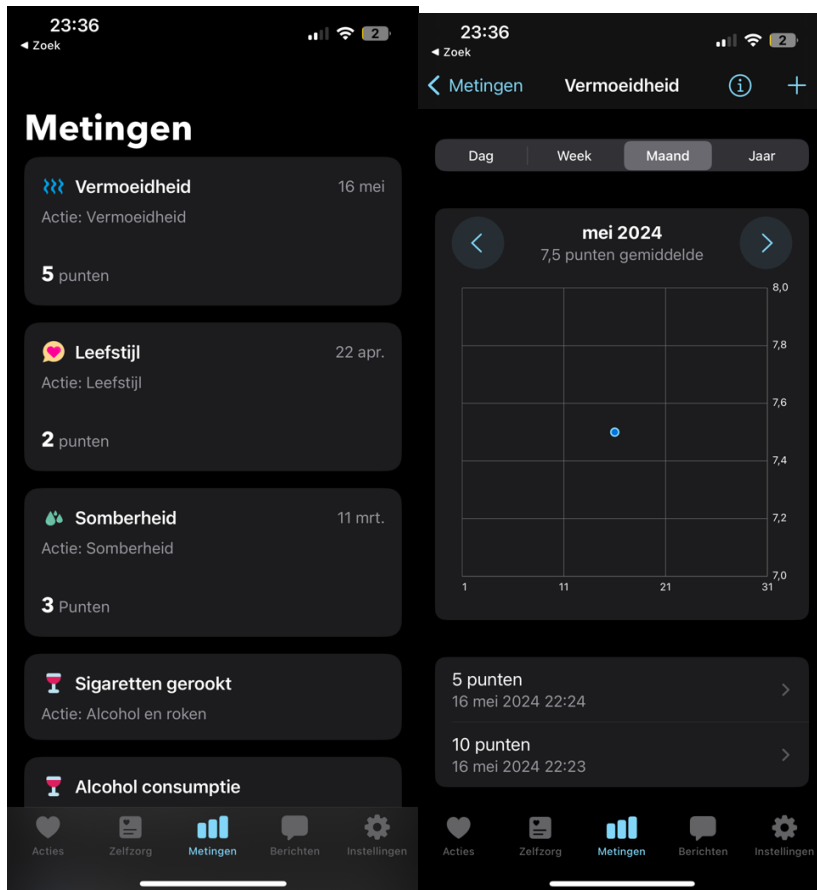 23:36
2
◀ Zoek
Metingen
Vermoeidheid
16 mei
Actie: Vermoeidheid
5 punten
Leefstijl
22 apr.
Actie: Leefstijl
2 punten
Somberheid
11 mrt.
Actie: Somberheid
3 Punten
Sigaretten gerookt
Actie: Alcohol en roken
Alcohol consumptie
Acties
Zelfzorg
Metingen
Berichten
Instellingen
23:36
2
◀ Zoek
Metingen
Vermoeidheid
Dag
Week
Maand
Jaar
mei 2024
7,5 punten gemiddelde
8,0
7,8
7,6
7,4
7,2
7,0
1
11
21
31
5 punten
16 mei 2024 22:24
10 punten
16 mei 2024 22:23
Acties
Zelfzorg
Metingen
Berichten
Instellingen